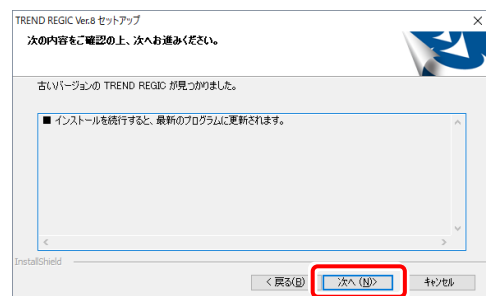 TREND REGIC Ver.8 セットアップ
次の内容をご確認の上、次へお進みください。
古いバージョンの TREND REGIC が見つかりました。
■ インストールを続行すると、最新のプログラムに更新されます。
InstallShield
< 戻る(B) 次へ (N)> キャンセル